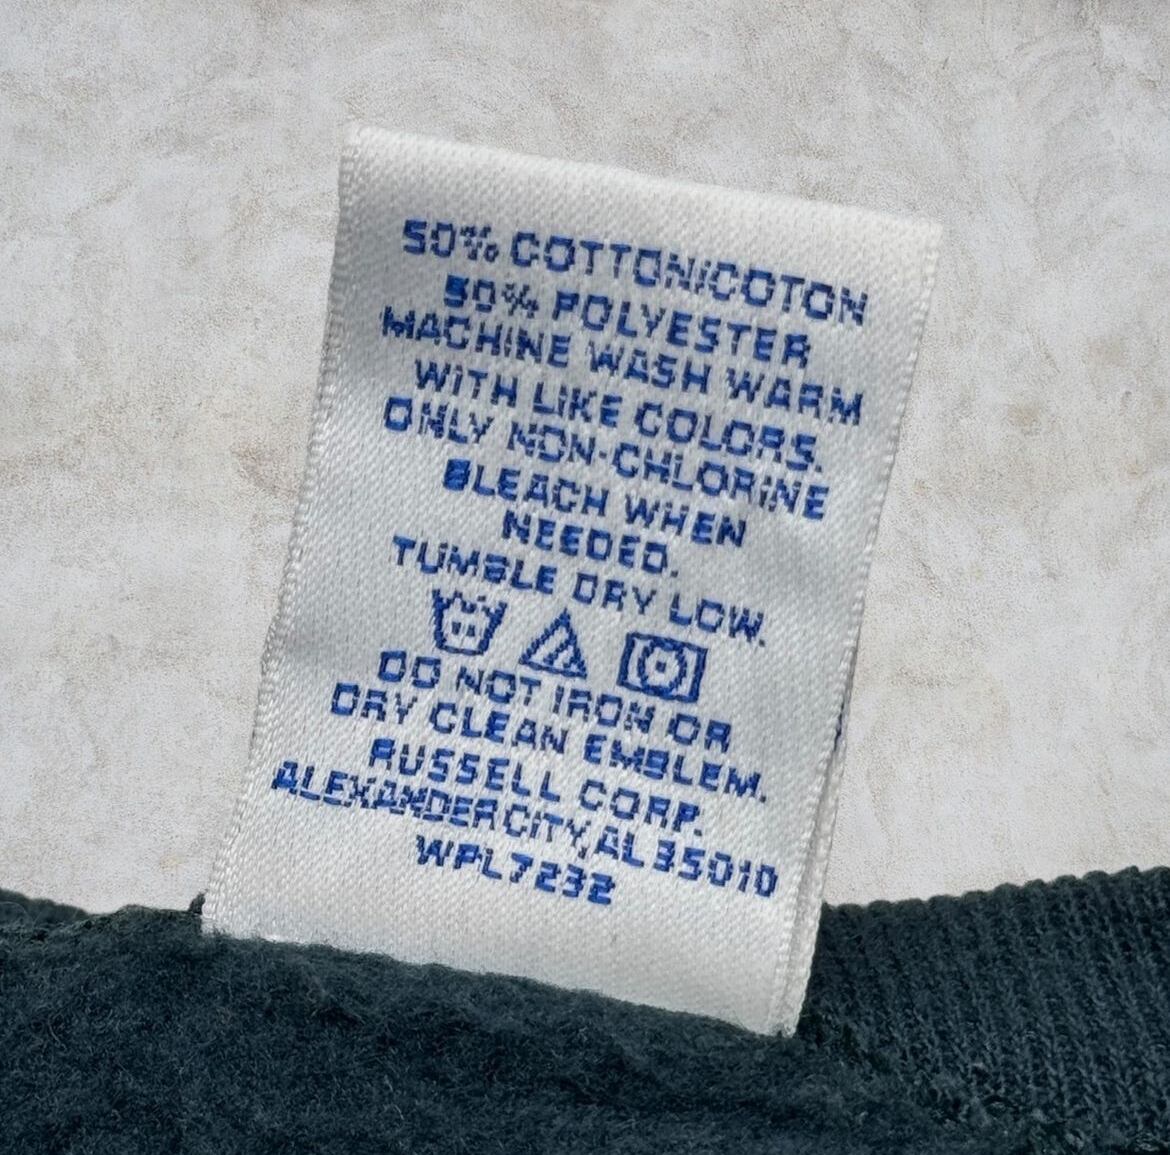 50% COTTON/COTON
50% POLYESTER
MACHINE WASH WARM
WITH LIKE COLORS.
ONLY NON-CHLORINE
BLEACH WHEN
NEEDED.
TUMBLE DRY LOW.
DO NOT IRON OR
DRY CLEAN EMBLEM.
RUSSELL CORP.
ALEXANDER CITY, AL 35010
WPL7232